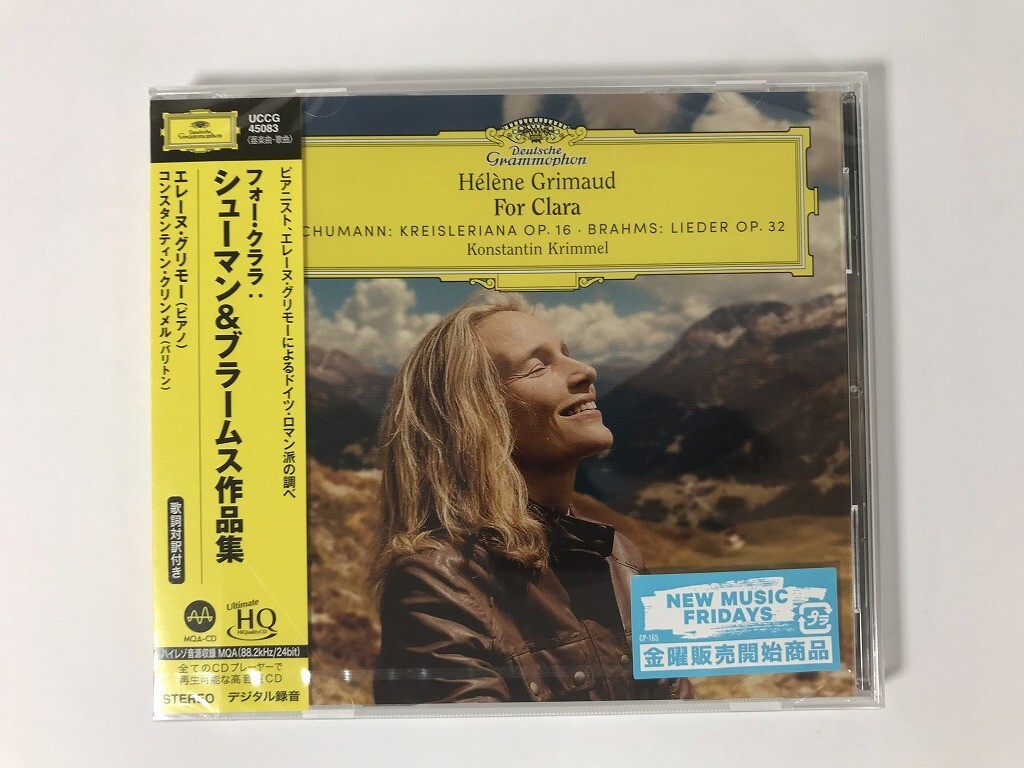 Deutsche
Grammophon
UCCG
45083
〈器楽曲・歌曲〉
ピアニスト、エレーヌ・グリモーによるドイツ・ロマン派の調べ
フォー・クララ：
シューマン&ブラームス作品集
エレーヌ・グリモー（ピアノ）
コンスタンティン・クリンメル（バリトン）
歌詞対訳付き
MQA-CD
Ultimate
HQ
HiQualityCD
ハイレゾ音源収録 MQA（88.2kHz/24bit）
全てのCDプレーヤーで
再生可能な高音質CD
STEREO デジタル録音
Deutsche
Grammophon
Hélène Grimaud
For Clara
CHUMANN: KREISLERIANA OP. 16 · BRAHMS: LIEDER OP. 32
Konstantin Krimmel
NEW MUSIC
FRIDAYS
プラ
CP-165
金曜販売開始商品